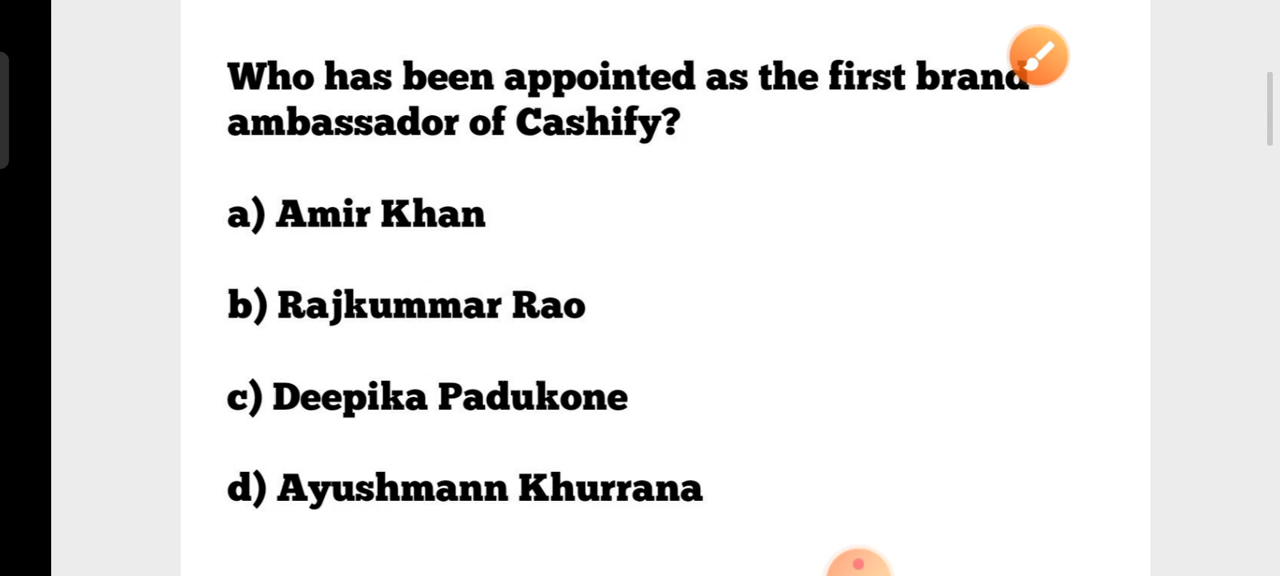 Who has been appointed as the first brand
ambassador of Cashify?
a) Amir Khan
b) Rajkummar Rao
c) Deepika Padukone
d) Ayushmann Khurrana